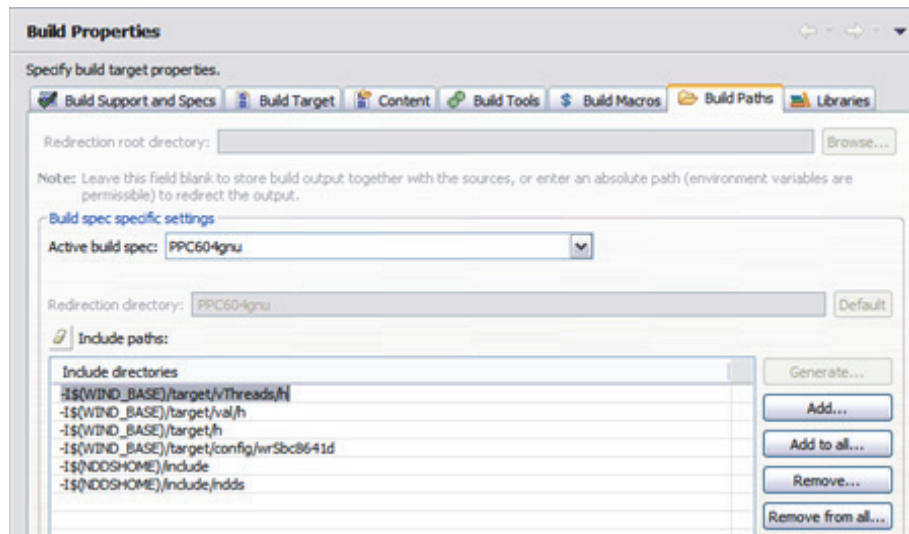 Build Properties
Specify build target properties.
Build Support and Specs Build Target Content Build Tools $ Build Macros Build Paths Libraries
Redirection root directory: Browse...
Note: Leave this field blank to store build output together with the sources, or enter an absolute path (environment variables are
permissible) to redirect the output.
Build spec specific settings
Active build spec: PPC604gnu
Redirection directory: PPC604gnu Default
Include paths:
Include directories
Generate...
-I$(WIND_BASE)/target/vThreads/h
-I$(WIND_BASE)/target/val/h
Add...
-I$(WIND_BASE)/target/h
-I$(WIND_BASE)/target/config/wrSbc8641d
Add to all...
-I$(NDDSHOME)/include
-I$(NDDSHOME)/include/ndds
Remove...
Remove from all...